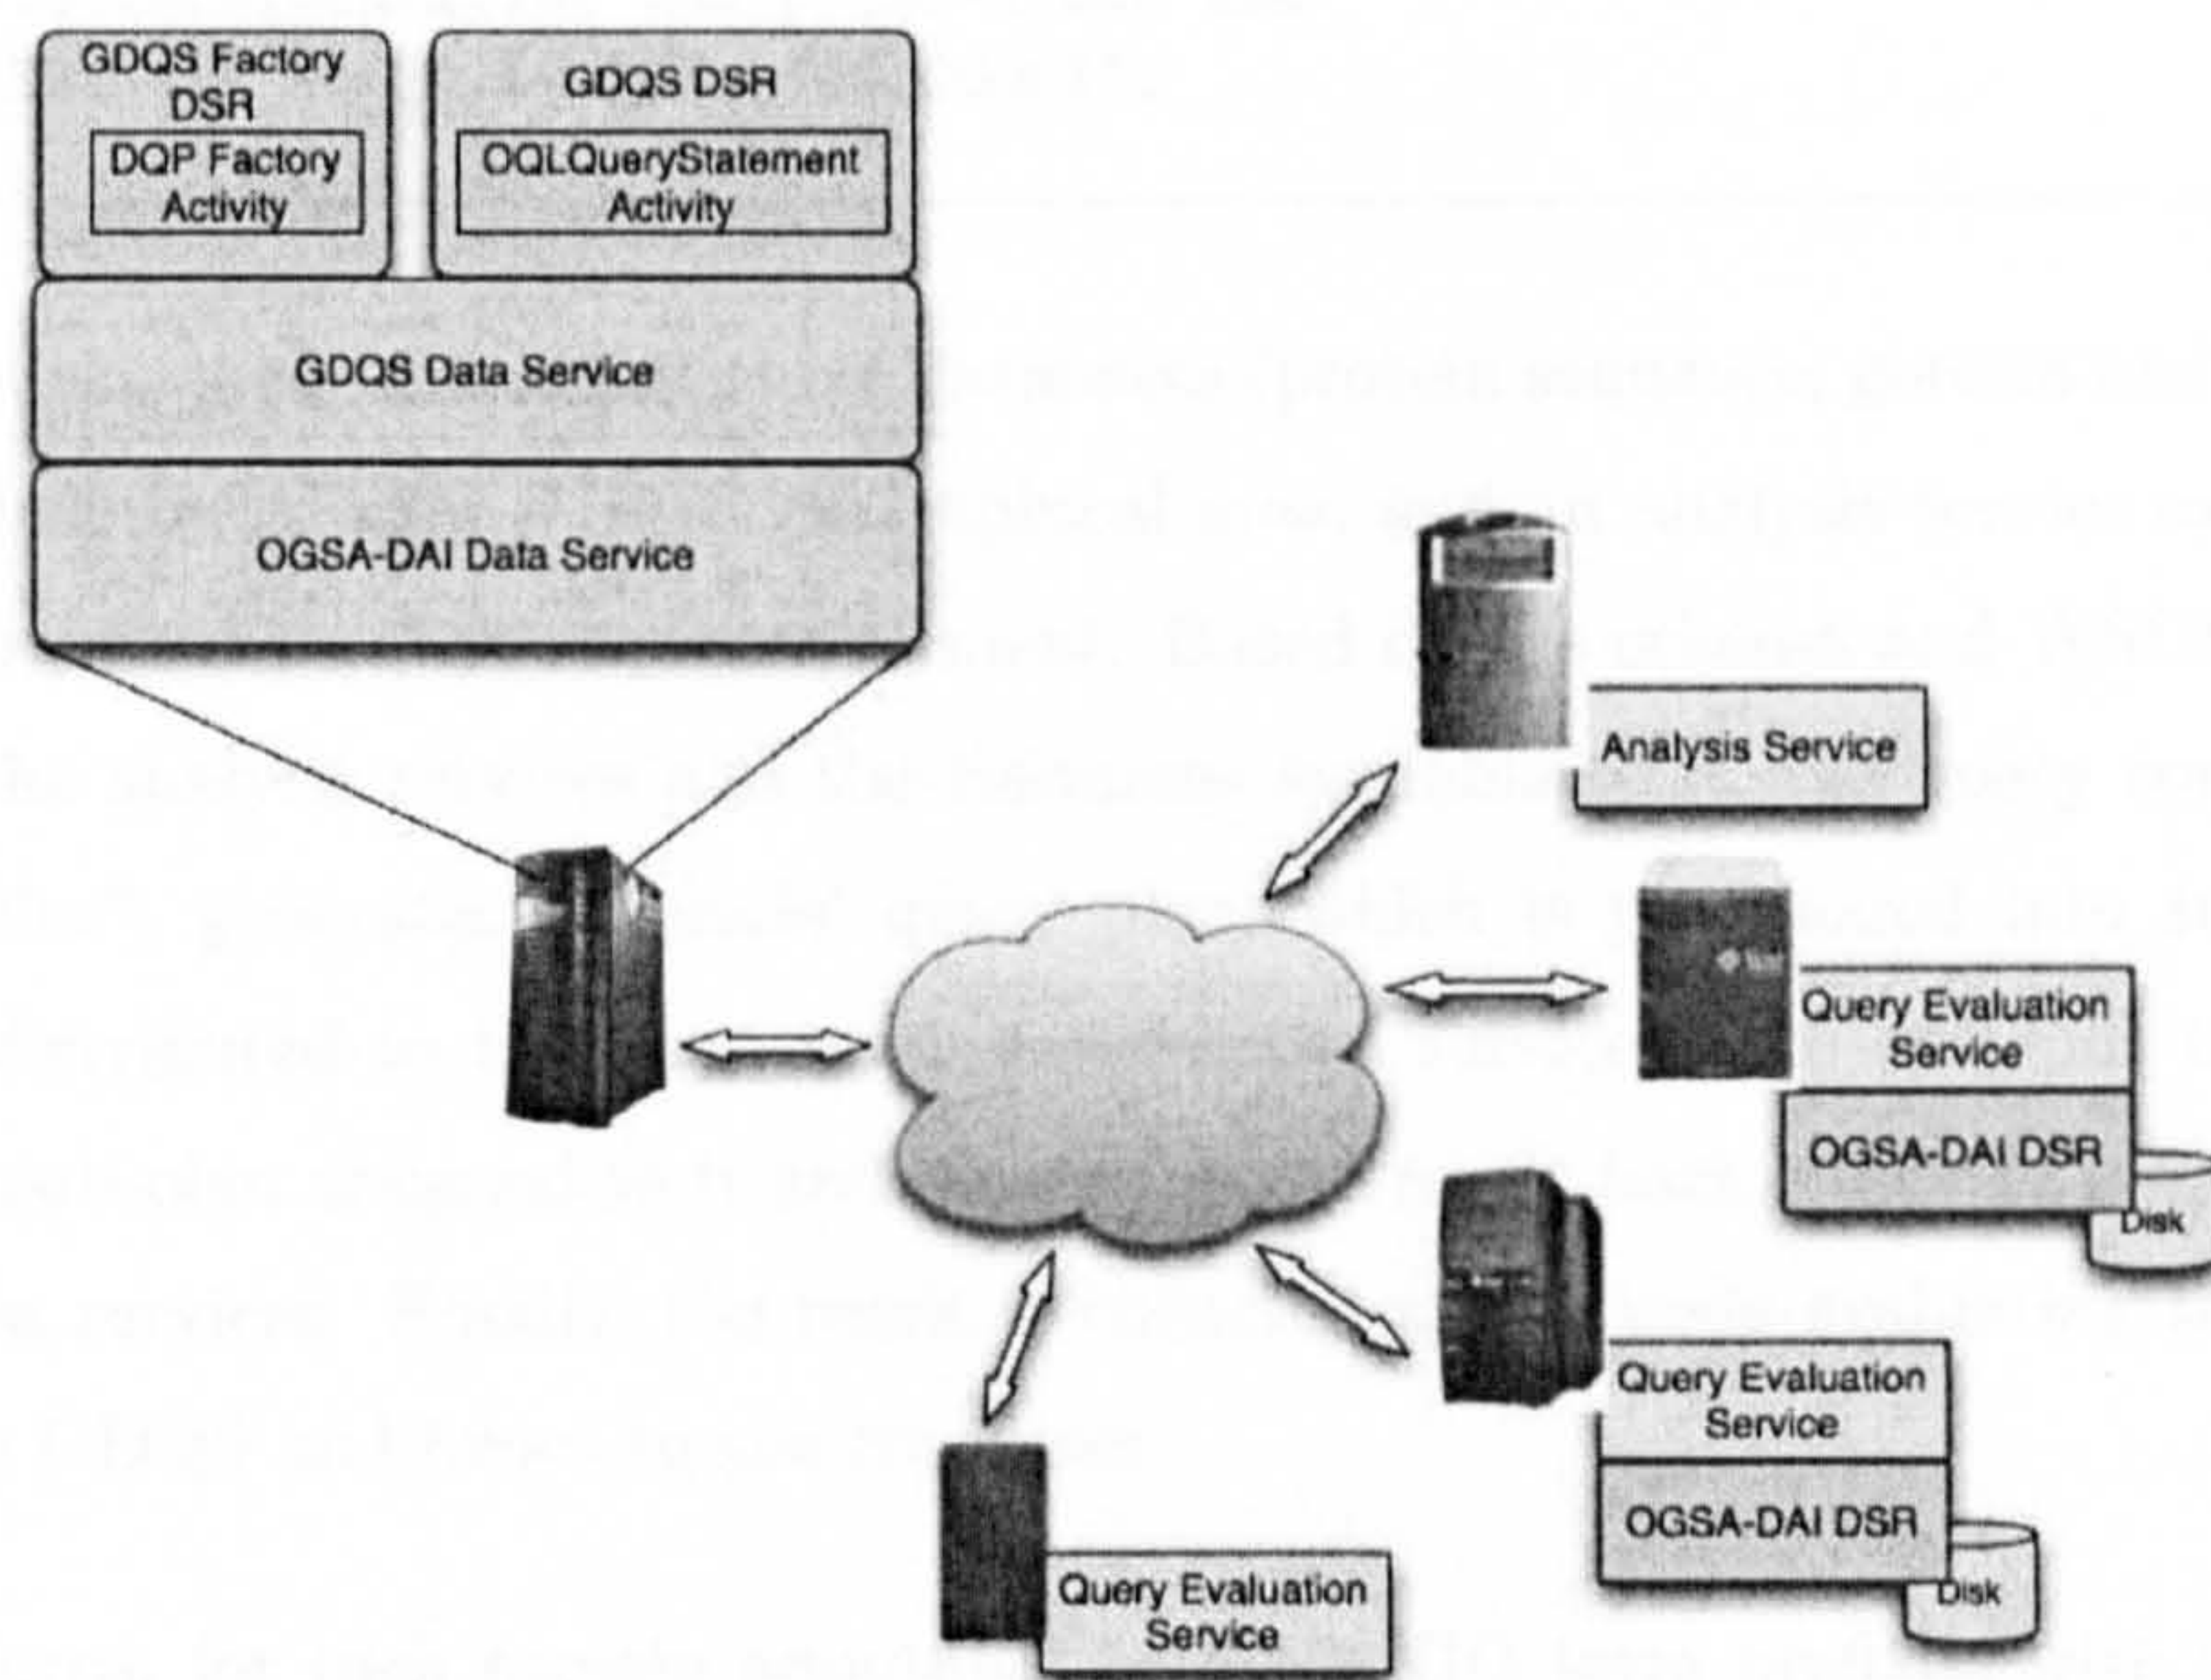 GDQS Factory
DSR
DQP Factory
Activity
GDQS DSR
OQLQueryStatement
Activity
GDQS Data Service
OGSA-DAI Data Service
Analysis Service
Query Evaluation
Service
OGSA-DAI DSR
Disk
Query Evaluation
Service
OGSA-DAI DSR
Disk
Query Evaluation
Service